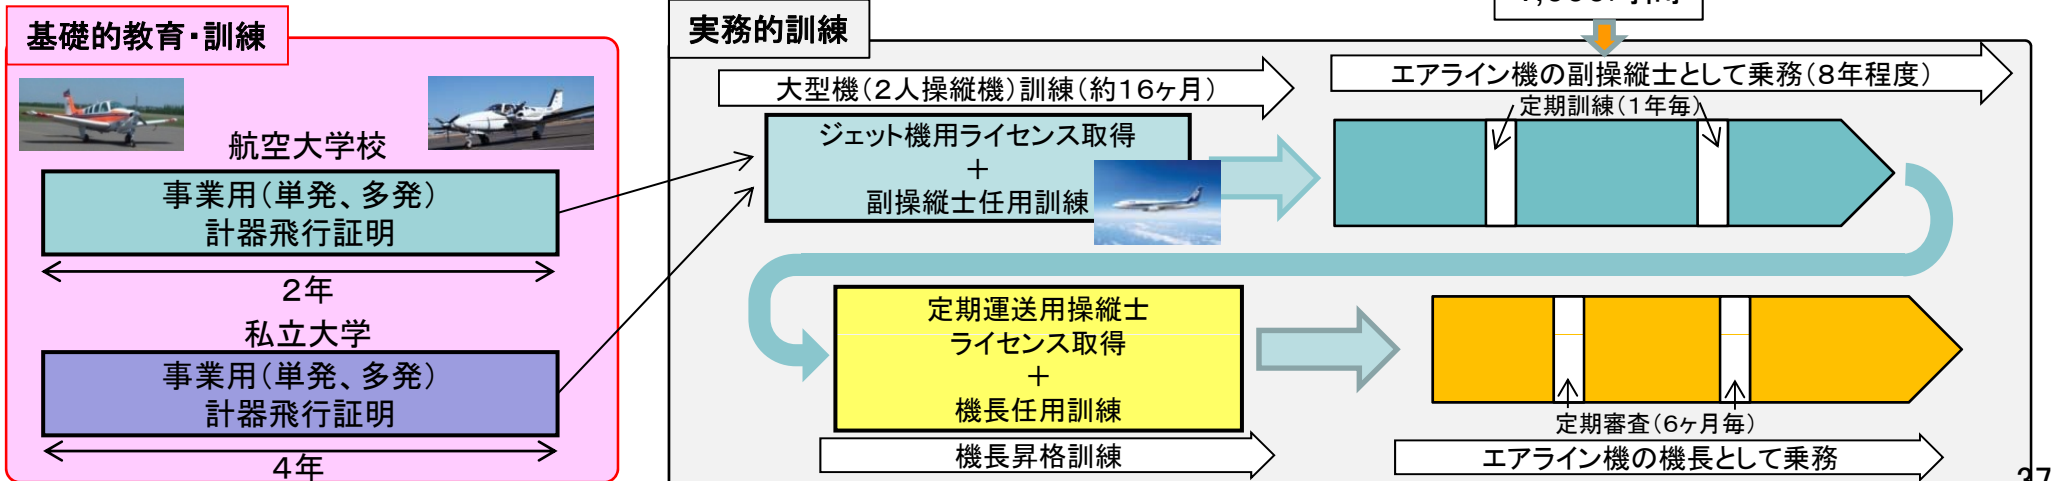 基礎的教育・訓練
航空大学校
事業用(単発、多発)
計器飛行証明
2年
私立大学
事業用(単発、多発)
計器飛行証明
4年
実務的訓練
大型機(2人操縦機)訓練(約16ヶ月)
ジェット機用ライセンス取得
+
副操縦士任用訓練
エアライン機の副操縦士として乗務(8年程度)
定期訓練(1年毎)
定期運送用操縦士
ライセンス取得
+
機長任用訓練
機長昇格訓練
定期審査(6ヶ月毎)
エアライン機の機長として乗務
37